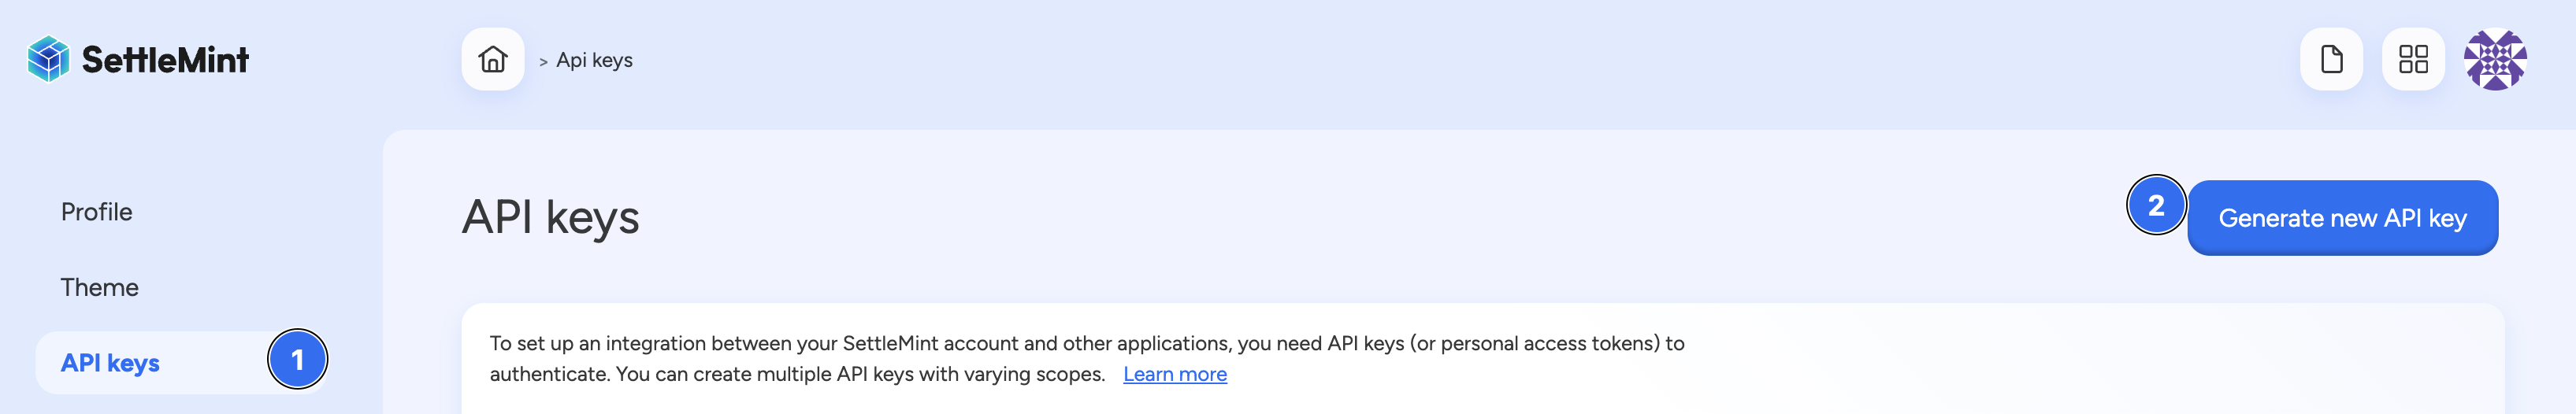 SettleMint
> Api keys
Profile
Theme
API keys 1
API keys
2 Generate new API key
To set up an integration between your SettleMint account and other applications, you need API keys (or personal access tokens) to
authenticate. You can create multiple API keys with varying scopes. Learn more